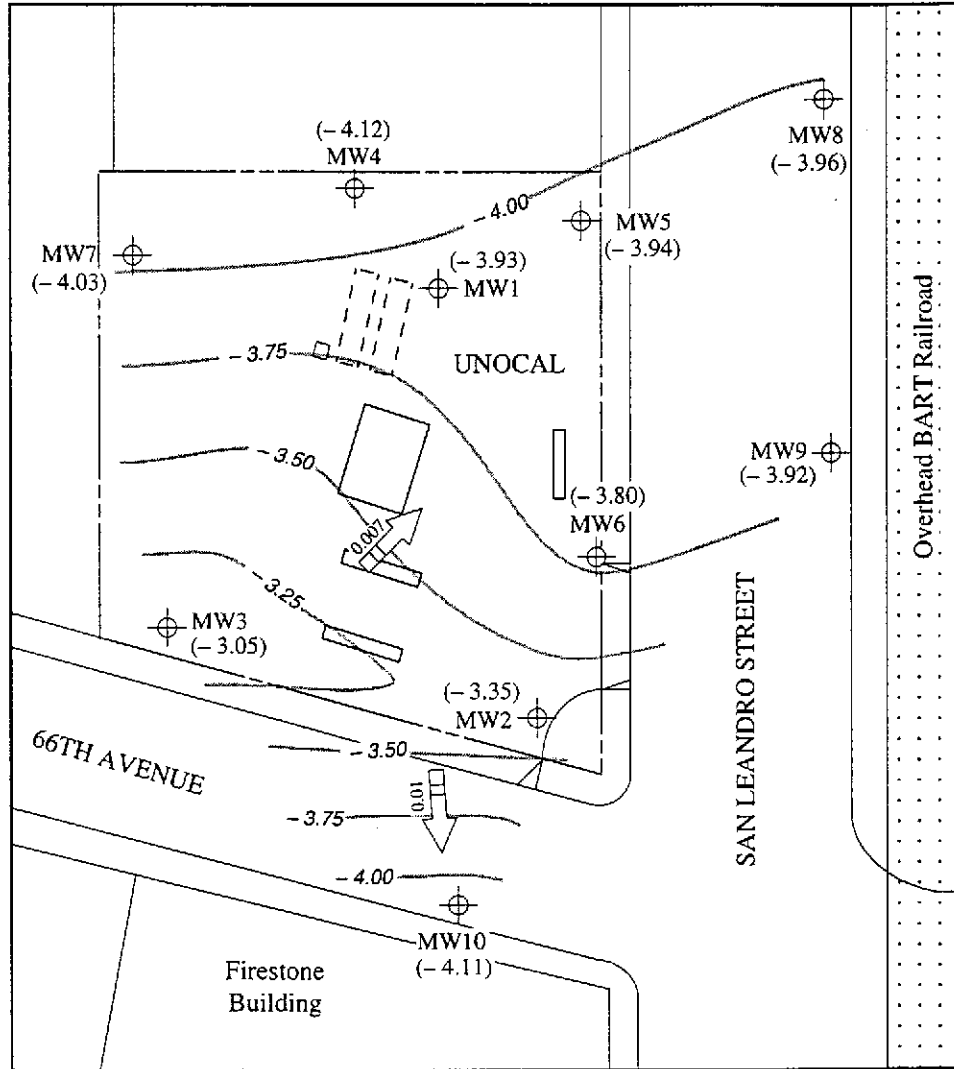 MW8
(– 3.96)
(– 4.12)
MW4
– 4.00
MW5
(– 3.94)
MW7
(– 4.03)
(– 3.93)
MW1
– 3.75
UNOCAL
Overhead BART Railroad
– 3.50
MW9
(– 3.92)
(– 3.80)
MW6
0.007
– 3.25
MW3
(– 3.05)
SAN LEANDRO STREET
(– 3.35)
MW2
66TH AVENUE
– 3.50
0.01
– 3.75
– 4.00
MW10
(– 4.11)
Firestone
Building